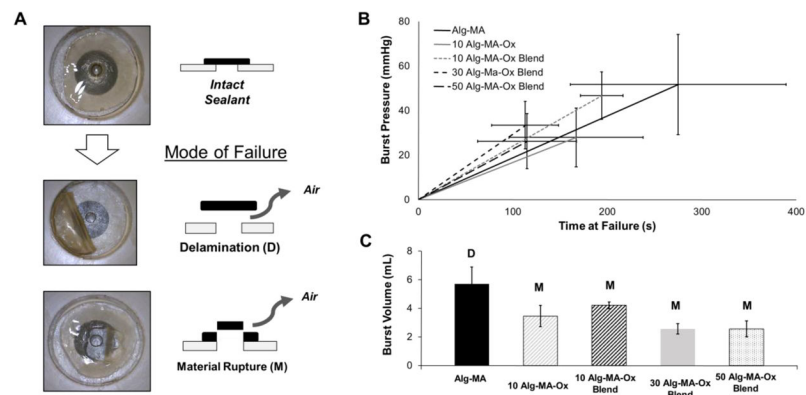 A
Intact
Sealant
Mode of Failure
Air
Delamination (D)
Air
Material Rupture (M)
B
Burst Pressure (mmHg)
80
60
40
20
0
Alg-MA
10 Alg-MA-Ox
10 Alg-MA-Ox Blend
30 Alg-Ma-Ox Blend
50 Alg-MA-Ox Blend
0
100
200
300
400
Time at Failure (s)
C
Burst Volume (mL)
8
6
4
2
0
D
M
M
M
M
Alg-MA
10 Alg-MA-Ox
10 Alg-MA-Ox
Blend
30 Alg-MA-Ox
Blend
50 Alg-MA-Ox
Blend